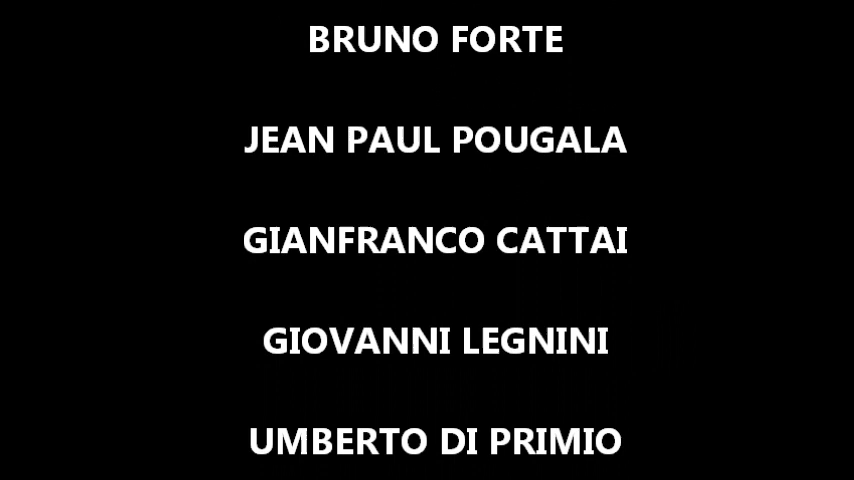 BRUNO FORTE
JEAN PAUL POUGALA
GIANFRANCO CATTAI
GIOVANNI LEGNINI
UMBERTO DI PRIMIO